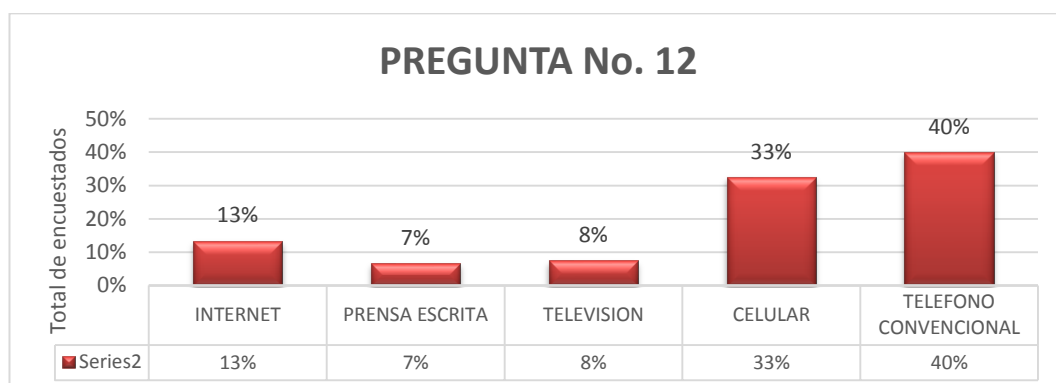 PREGUNTA No. 12
Total de encuestados
50%
40%
30%
20%
10%
0%
13%
7%
8%
33%
40%
INTERNET
PRENSA ESCRITA
TELEVISION
CELULAR
TELEFONO
CONVENCIONAL
Series2
13%
7%
8%
33%
40%